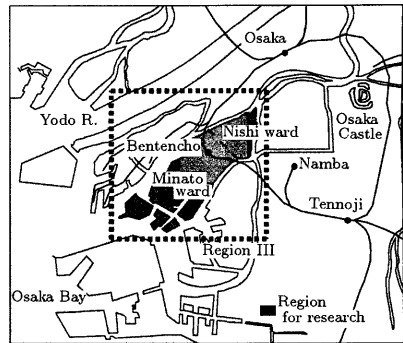 Osaka
Yodo R.
Nishi ward
Osaka
Castle
Bentencho
Namba
Minato
ward
Tennoji
Region III
Osaka Bay
Region
for research